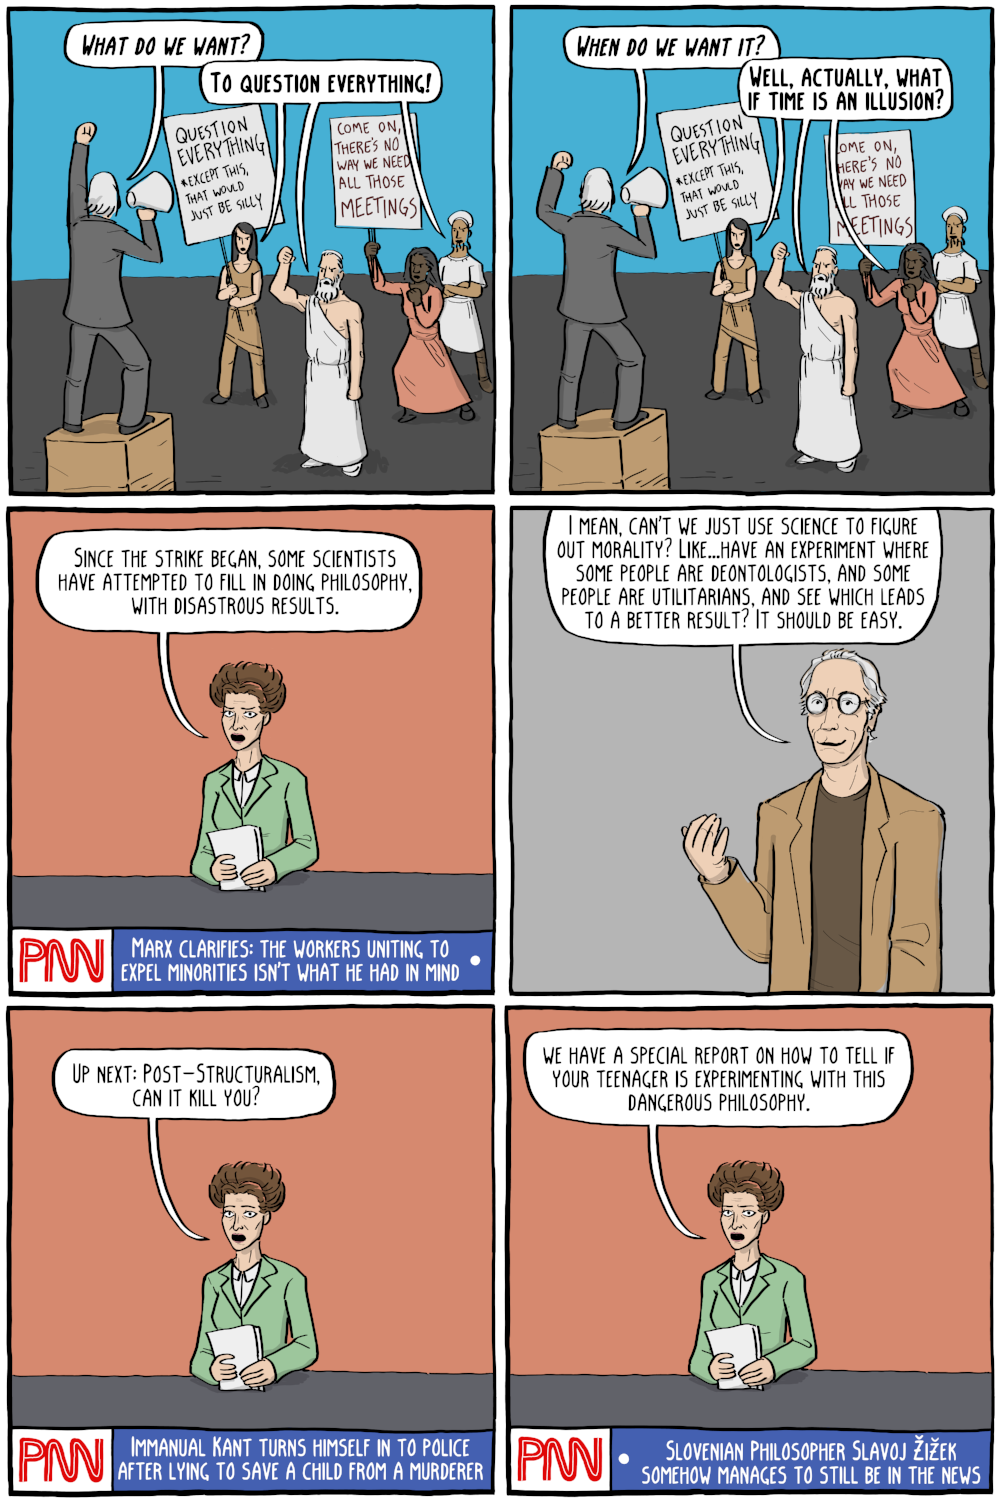 WHAT DO WE WANT?
TO QUESTION EVERYTHING!
QUESTION
EVERYTHING
*EXCEPT THIS,
THAT WOULD
JUST BE SILLY
COME ON,
THERE'S NO
WAY WE NEED
ALL THOSE
MEETINGS
WHEN DO WE WANT IT?
WELL, ACTUALLY, WHAT
IF TIME IS AN ILLUSION?
QUESTION
EVERYTHING
*EXCEPT THIS,
THAT WOULD
JUST BE SILLY
OME ON,
HERE'S NO
WAY WE NEED
LL THOSE
MEETINGS
SINCE THE STRIKE BEGAN, SOME SCIENTISTS
HAVE ATTEMPTED TO FILL IN DOING PHILOSOPHY,
WITH DISASTROUS RESULTS.
PNN
MARX CLARIFIES: THE WORKERS UNITING TO
EXPEL MINORITIES ISN'T WHAT HE HAD IN MIND
I MEAN, CAN'T WE JUST USE SCIENCE TO FIGURE
OUT MORALITY? LIKE...HAVE AN EXPERIMENT WHERE
SOME PEOPLE ARE DEONTOLOGISTS, AND SOME
PEOPLE ARE UTILITARIANS, AND SEE WHICH LEADS
TO A BETTER RESULT? IT SHOULD BE EASY.
UP NEXT: POST-STRUCTURALISM,
CAN IT KILL YOU?
PNN
IMMANUAL KANT TURNS HIMSELF IN TO POLICE
AFTER LYING TO SAVE A CHILD FROM A MURDERER
WE HAVE A SPECIAL REPORT ON HOW TO TELL IF
YOUR TEENAGER IS EXPERIMENTING WITH THIS
DANGEROUS PHILOSOPHY.
PNN
SLOVENIAN PHILOSOPHER SLAVOJ ŽIŽEK
SOMEHOW MANAGES TO STILL BE IN THE NEWS